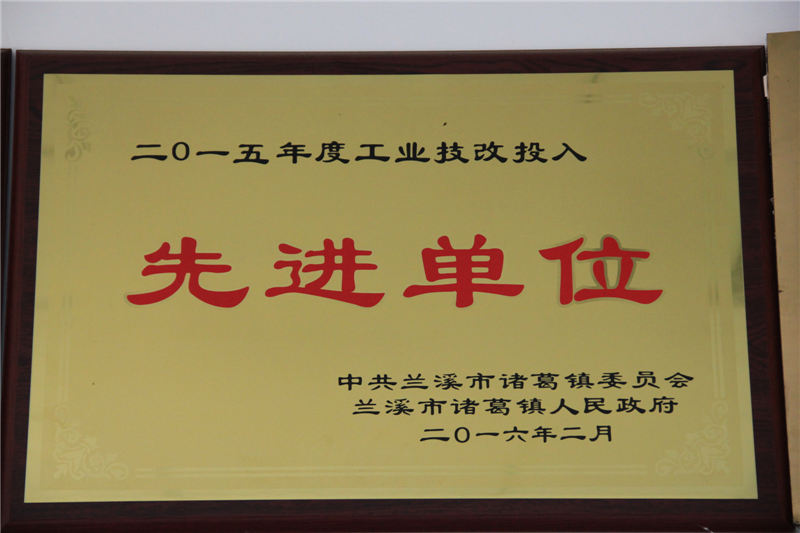 二0一五年度工业技改投入
先进单位
中共兰溪市诸葛镇委员会
兰溪市诸葛镇人民政府
二0一六年二月